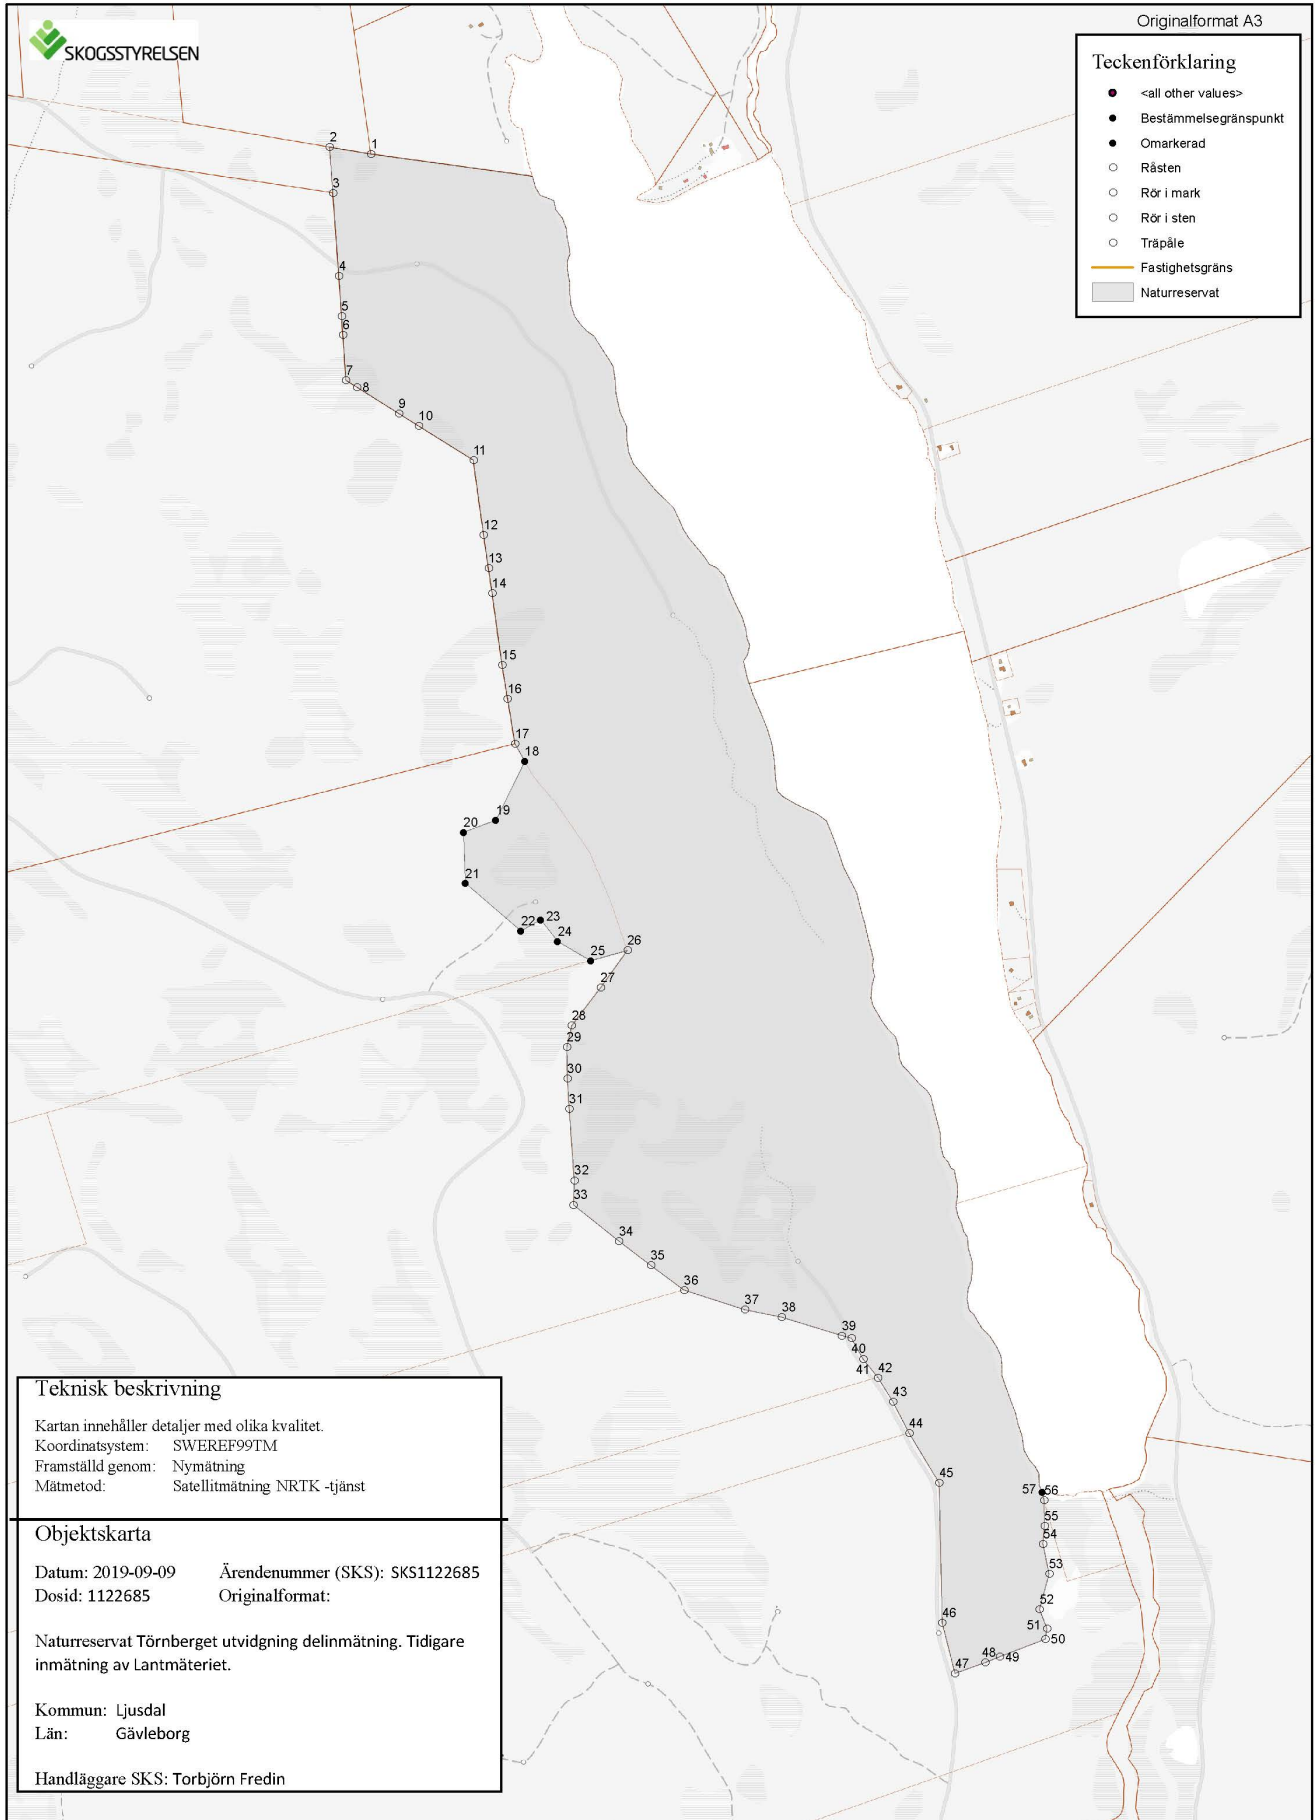 SKOGSSTYRELSEN
Originalformat A3
Teckenförklaring
<all other values>
Bestämmelsegränspunkt
Omarkerad
Råsten
Rör i mark
Rör i sten
Träpåle
Fastighetsgräns
Naturreservat
2
1
3
4
5
6
7
8
9
10
11
12
13
14
15
16
17
18
19
20
21
22
23
24
25
26
27
28
29
30
31
32
33
34
35
36
37
38
39
40
41
42
43
44
45
57
56
55
54
53
52
51
50
46
47
48
49
Teknisk beskrivning
Kartan innehåller detaljer med olika kvalitet.
Koordinatsystem: SWEREF99TM
Framställd genom: Nymätning
Mätmetod: Satellitmätning NRTK -tjänst
Objektskarta
Datum: 2019-09-09 Ärendenummer (SKS): SKS1122685
Dosid: 1122685 Originalformat:
Naturreservat Törnberget utvidgning delinmätning. Tidigare
inmätning av Lantmäteriet.
Kommun: Ljusdal
Län: Gävleborg
Handläggare SKS: Torbjörn Fredin